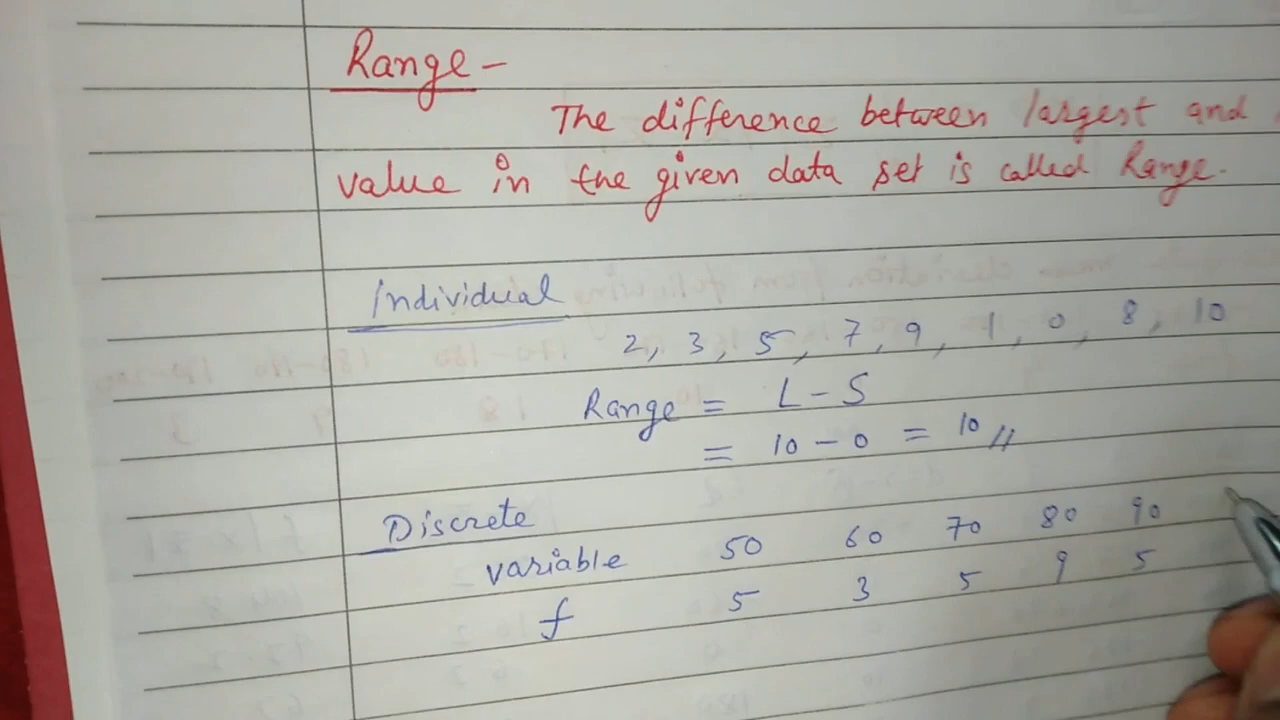 Range -
The difference between largest and
value in the given data set is called Range.
Individual
2, 3, 5, 7, 9, 1, 0, 8, 10
Range = L - S
= 10 - 0 = 10 //
Discrete
variable 50 60 70 80 90
f 5 3 5 9 5